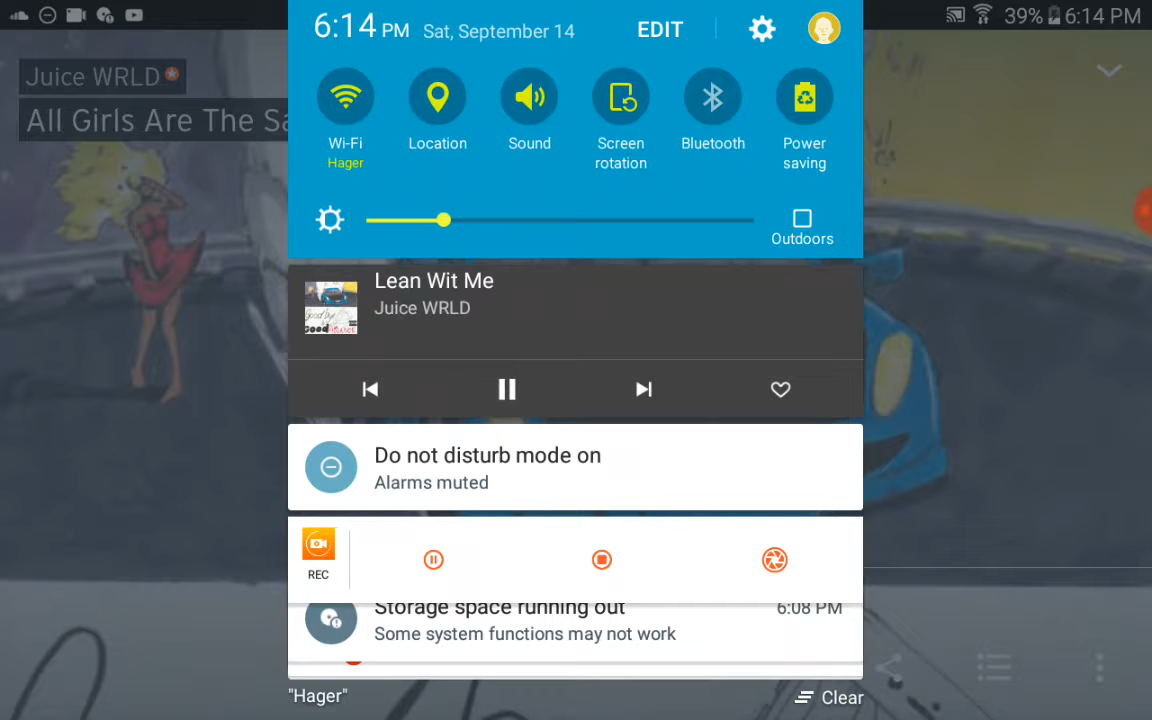 39% 6:14 PM
6:14 PM Sat, September 14 EDIT
Juice WRLD
All Girls Are The Sa
Wi-Fi
Hager
Location
Sound
Screen
rotation
Bluetooth
Power
saving
Outdoors
Lean Wit Me
Juice WRLD
Goodbye
Good
Do not disturb mode on
Alarms muted
REC
Storage space running out 6:08 PM
Some system functions may not work
"Hager" Clear